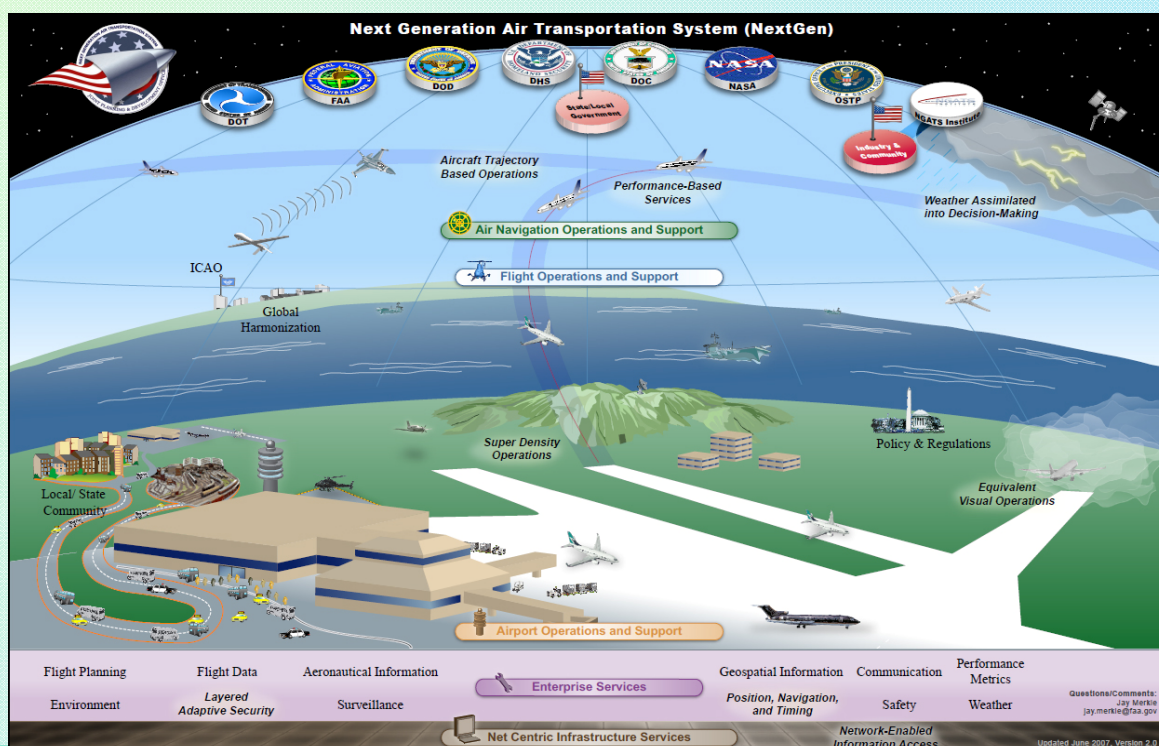 Next Generation Air Transportation System (NextGen)
DOT
FAA
DOD
DHS
DOC
NASA
OSTP
NGATS Institute
State/Local
Government
Industry &
Community
Aircraft Trajectory
Based Operations
Performance-Based
Services
Weather Assimilated
into Decision-Making
Air Navigation Operations and Support
Flight Operations and Support
ICAO
Global
Harmonization
Super Density
Operations
Policy & Regulations
Equivalent
Visual Operations
Local/ State
Community
Airport Operations and Support
Flight Planning
Flight Data
Aeronautical Information
Enterprise Services
Geospatial Information
Communication
Performance
Metrics
Environment
Layered
Adaptive Security
Surveillance
Position, Navigation,
and Timing
Safety
Weather
Questions/Comments:
Jay Merkle
jay.merkle@faa.gov
Net Centric Infrastructure Services
Network-Enabled
Information Access
Updated June 2007, Version 2.0